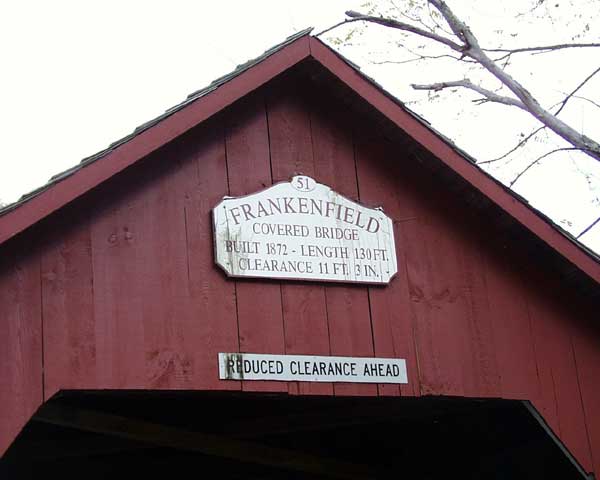 51
FRANKENFIELD
COVERED BRIDGE
BUILT 1872 - LENGTH 130 FT.
CLEARANCE 11 FT. 3 IN.
REDUCED CLEARANCE AHEAD